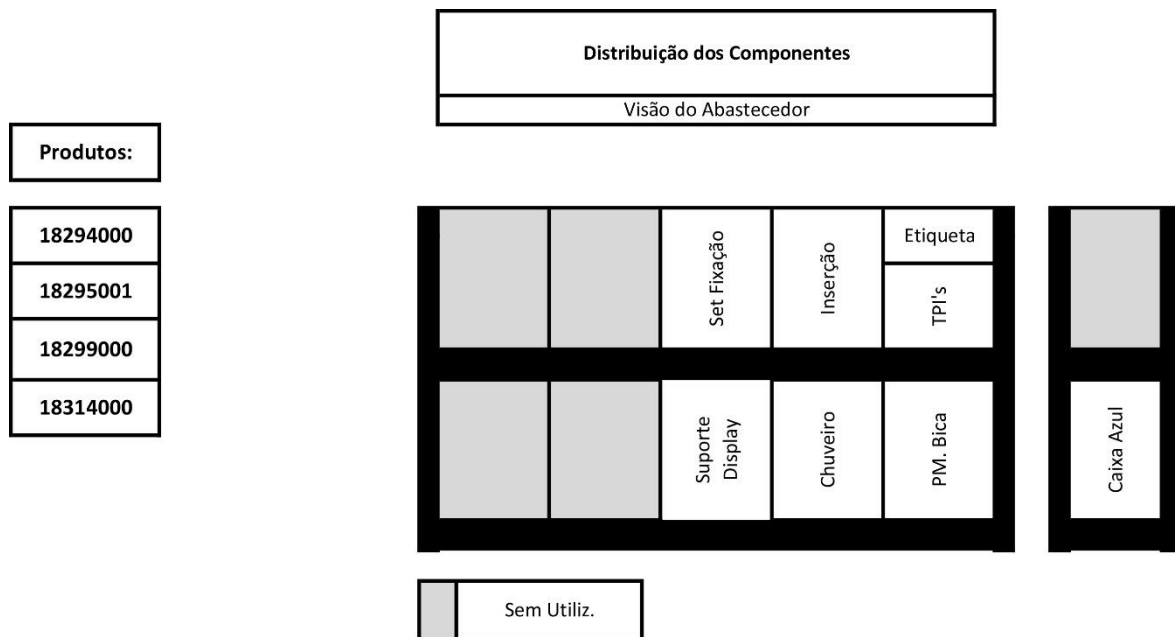 Distribuição dos Componentes
Visão do Abastecedor
Produtos:
18294000
18295001
18299000
18314000
Set Fixação
Inserção
Etiqueta
TPI's
Suporte
Display
Chuveiro
PM. Bica
Caixa Azul
Sem Utiliz.